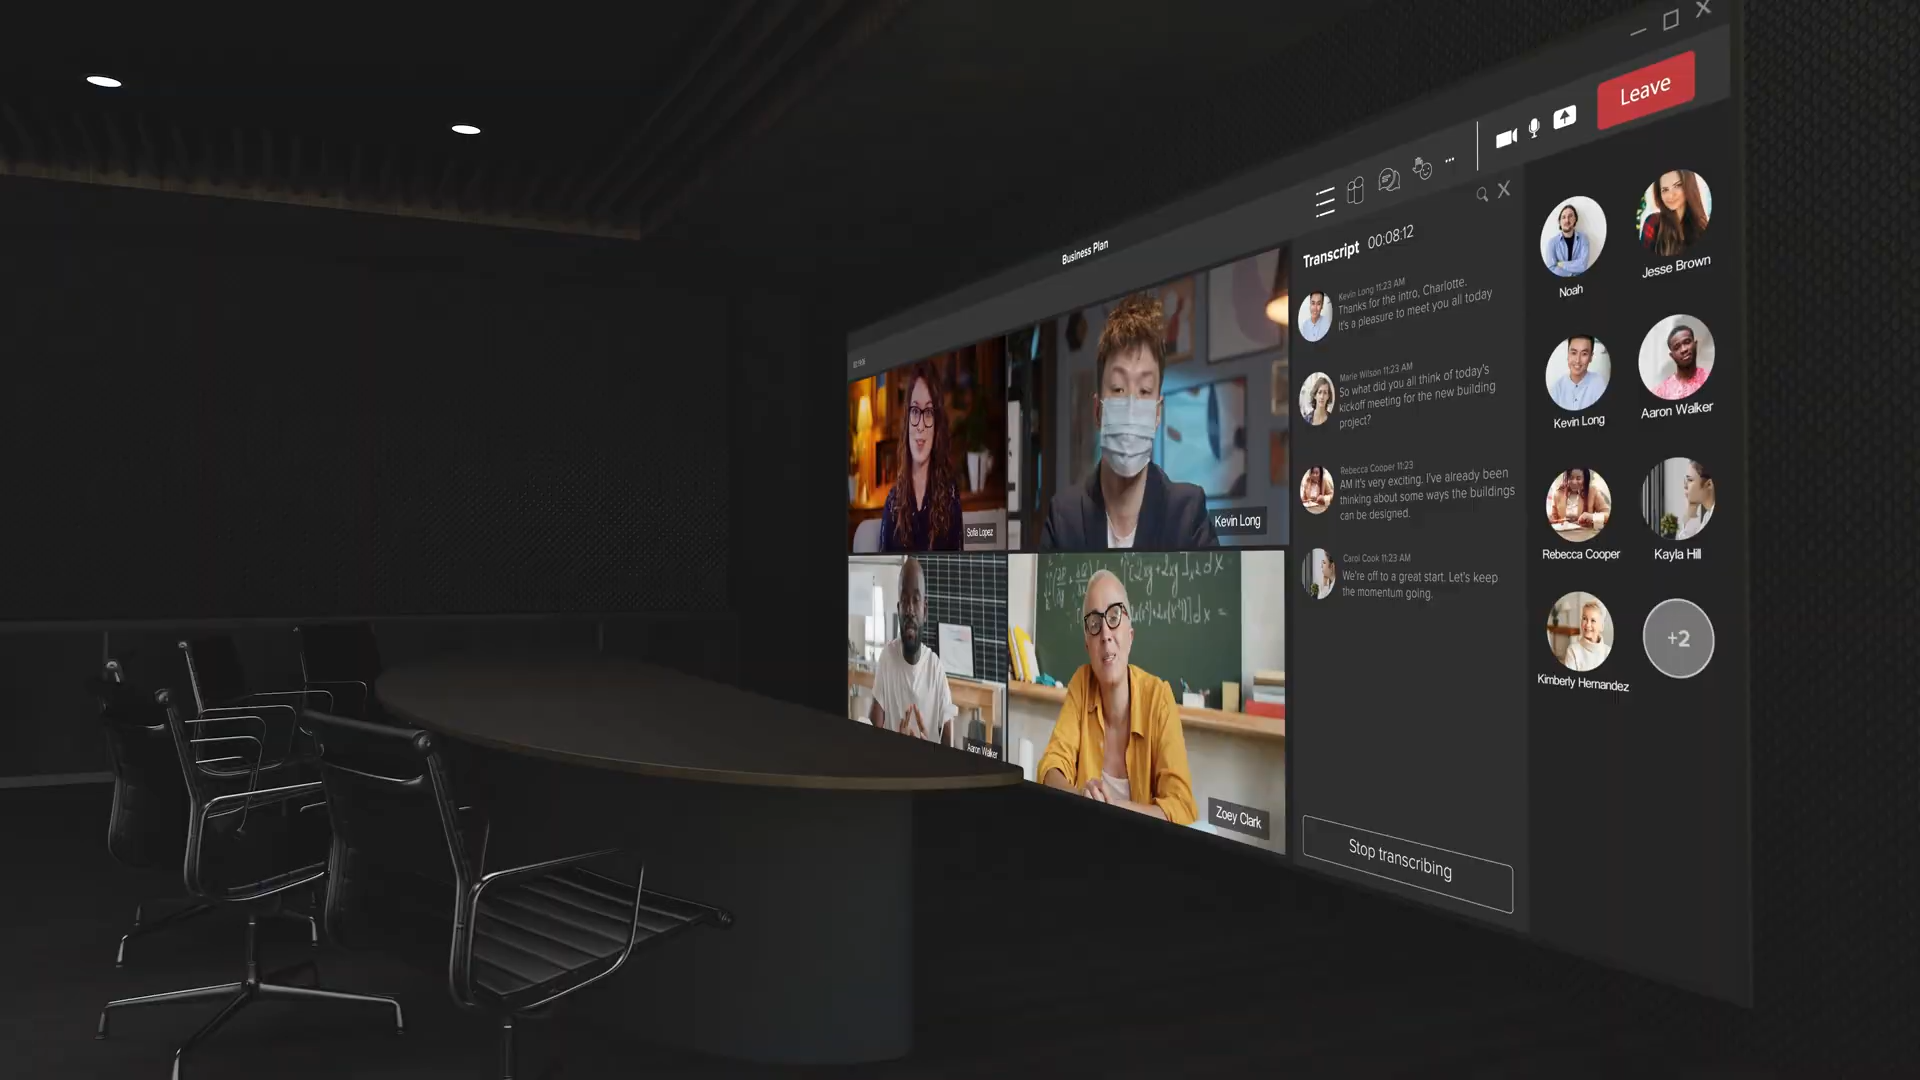 Leave
Business Plan
Transcript 00:08:12
Kevin Long 11:23 AM
Thanks for the intro, Charlotte.
It's a pleasure to meet you all today
Marie Wilson 11:23 AM
So what did you all think of today's
kickoff meeting for the new building
project?
Rebecca Cooper 11:23
AM It's very exciting. I've already been
thinking about some ways the buildings
can be designed.
Carol Cook 11:23 AM
We're off to a great start. Let's keep
the momentum going.
Stop transcribing
Sofia Lopez
Kevin Long
Aaron Walker
Zoey Clark
Noah
Jesse Brown
Kevin Long
Aaron Walker
Rebecca Cooper
Kayla Hill
Kimberly Hernandez
+2